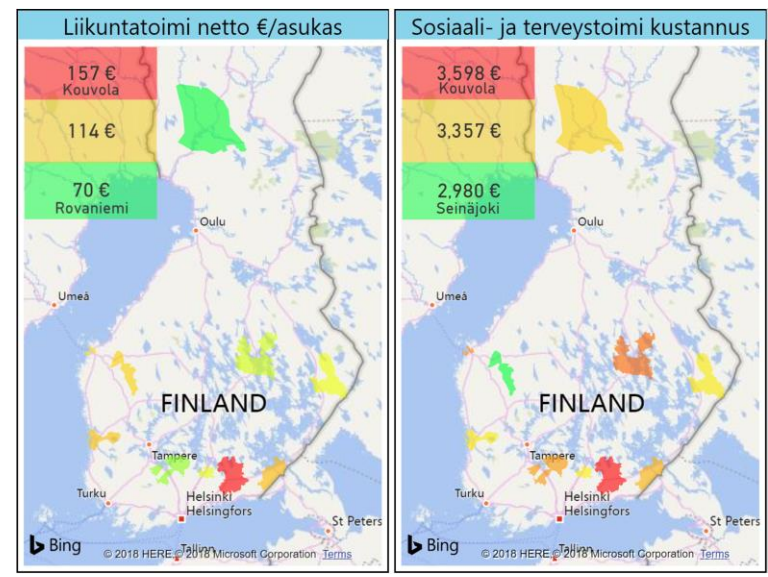 Liikuntatoimi netto €/asukas
157 €
Kouvola
114 €
70 €
Rovaniemi
Oulu
Umeå
FINLAND
Tampere
Turku
Helsinki
Helsingfors
St Peters
Tallinn
Bing
© 2018 HERE © 2018 Microsoft Corporation Terms
Sosiaali- ja terveystoimi kustannus
3,598 €
Kouvola
3,357 €
2,980 €
Seinäjoki
Oulu
Umeå
FINLAND
Tampere
Turku
Helsinki
Helsingfors
St Peters
Tallinn
Bing
© 2018 HERE © 2018 Microsoft Corporation Terms